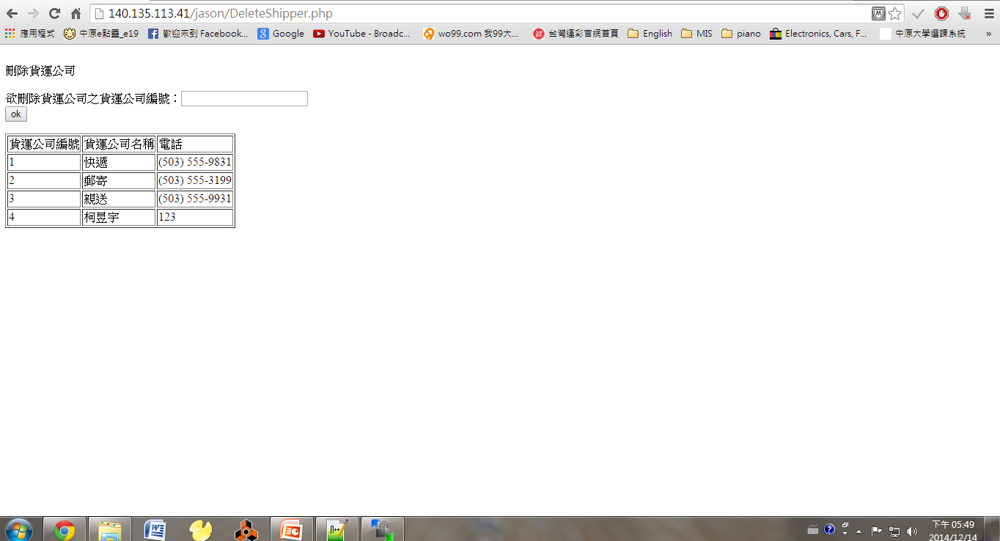 140.135.113.41/jason/DeleteShipper.php
應用程式 中原e點靈_e19 歡迎來到 Facebook... Google YouTube - Broadc... wo99.com 我99大... 台灣運彩官網首頁 English MIS piano Electronics, Cars, F... 中原大學選課系統 »
刪除貨運公司
欲刪除貨運公司之貨運公司編號：
ok
貨運公司編號 貨運公司名稱 電話
1 快遞 (503) 555-9831
2 郵寄 (503) 555-3199
3 親送 (503) 555-9931
4 柯昱宇 123
下午 05:49
2014/12/14